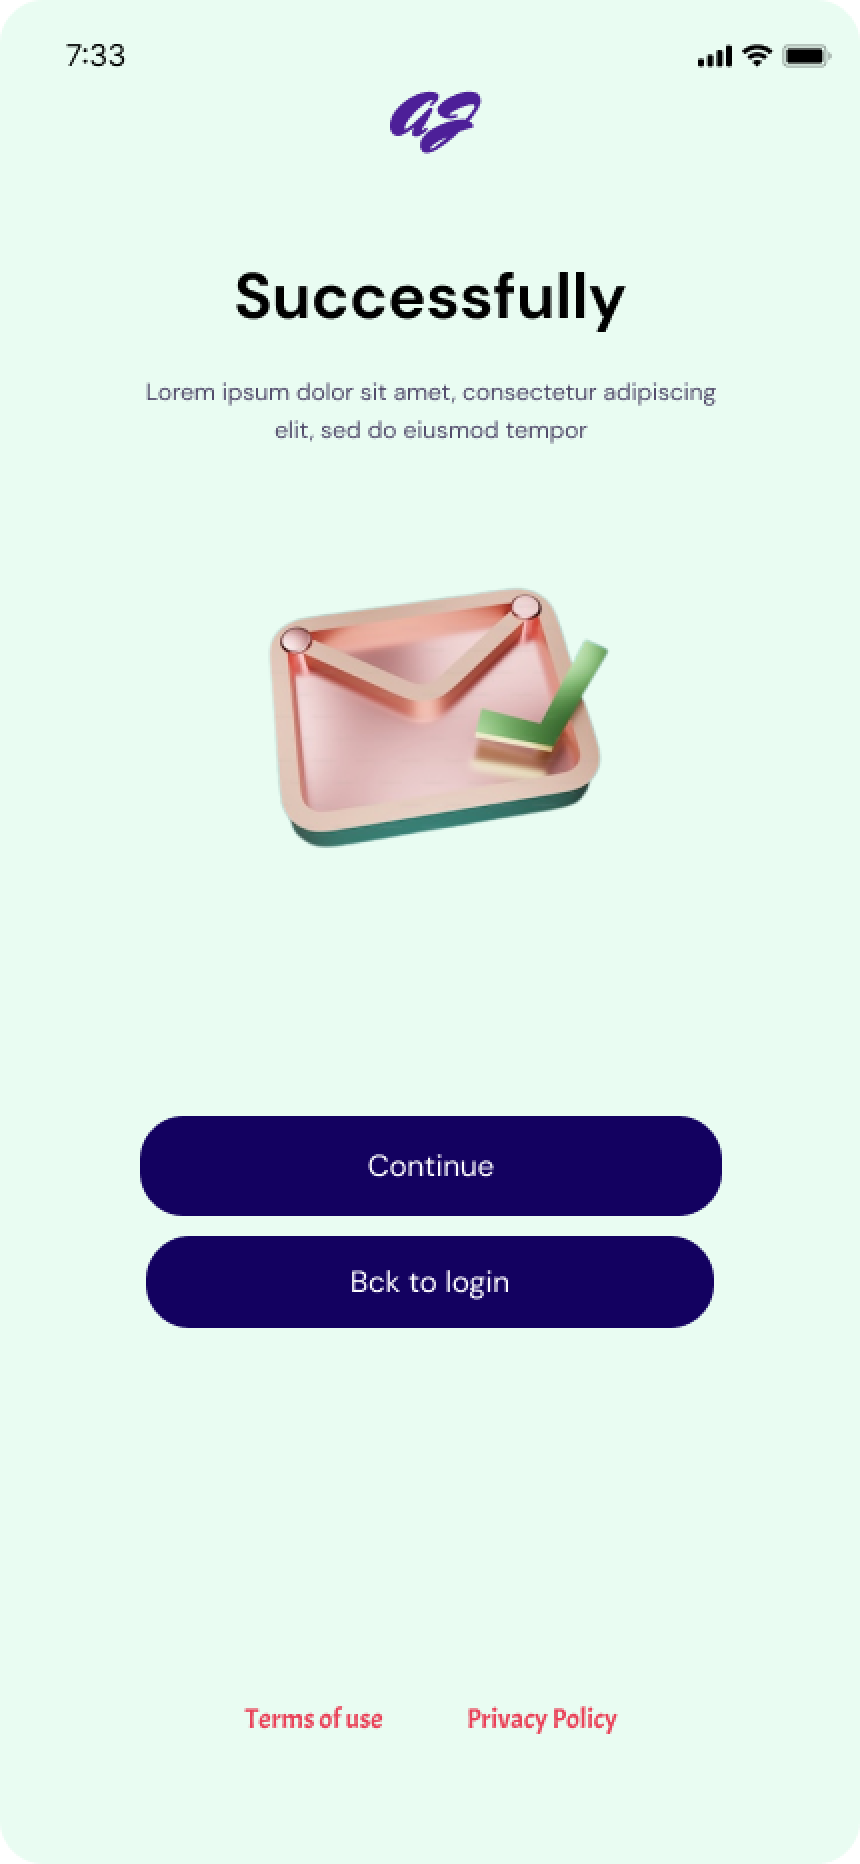 7:33
AJ
Successfully
Lorem ipsum dolor sit amet, consectetur adipiscing
elit, sed do eiusmod tempor
Continue
Bck to login
Terms of use
Privacy Policy